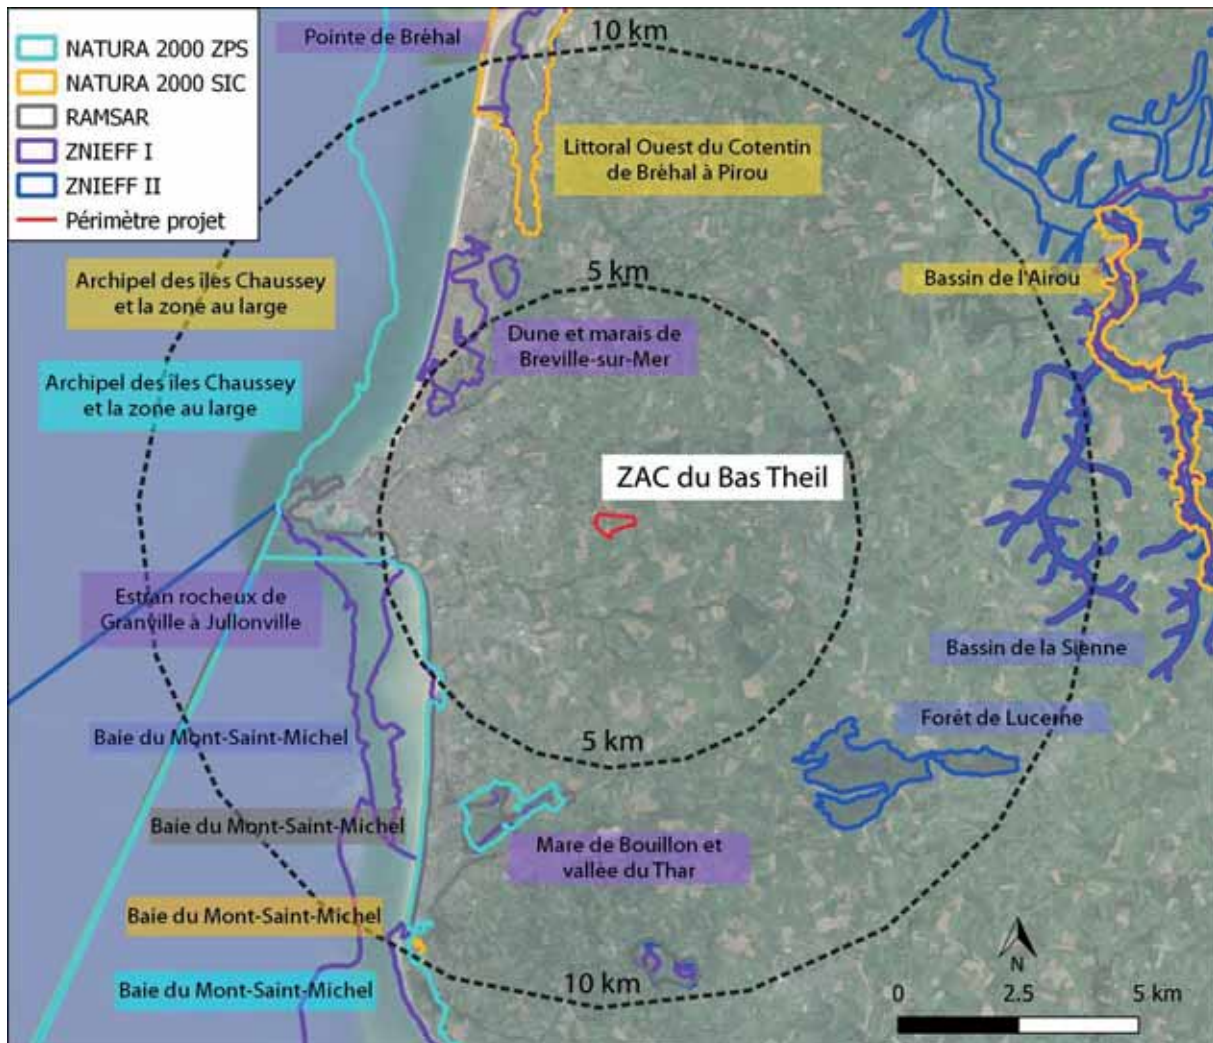 NATURA 2000 ZPS
NATURA 2000 SIC
RAMSAR
ZNIEFF I
ZNIEFF II
Périmètre projet
Pointe de Bréhal
10 km
Littoral Ouest du Cotentin
de Bréhal à Pirou
Archipel des îles Chaussey
et la zone au large
5 km
Bassin de l'Airou
Dune et marais de
Breville-sur-Mer
Archipel des îles Chaussey
et la zone au large
ZAC du Bas Theil
Estran rocheux de
Granville à Jullonville
Bassin de la Sienne
Forêt de Lucerne
Baie du Mont-Saint-Michel
5 km
Baie du Mont-Saint-Michel
Mare de Bouillon et
vallée du Thar
Baie du Mont-Saint-Michel
Baie du Mont-Saint-Michel
10 km
N
0 2.5 5 km